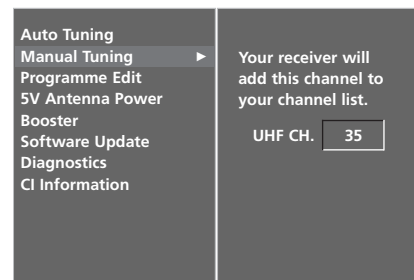 Auto Tuning
Manual Tuning ►
Programme Edit
5V Antenna Power
Booster
Software Update
Diagnostics
CI Information
Your receiver will
add this channel to
your channel list.
UHF CH. 35